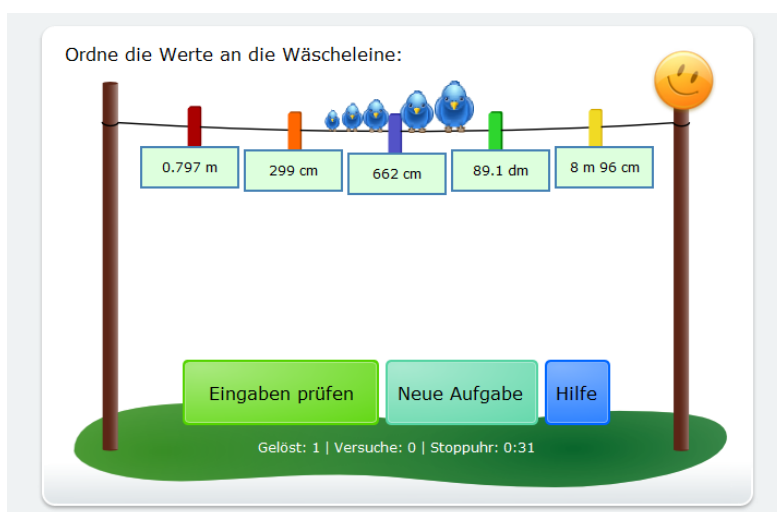 Ordne die Werte an die Wäscheleine:
0.797 m
299 cm
662 cm
89.1 dm
8 m 96 cm
Eingaben prüfen
Neue Aufgabe
Hilfe
Gelöst: 1 | Versuche: 0 | Stoppuhr: 0:31